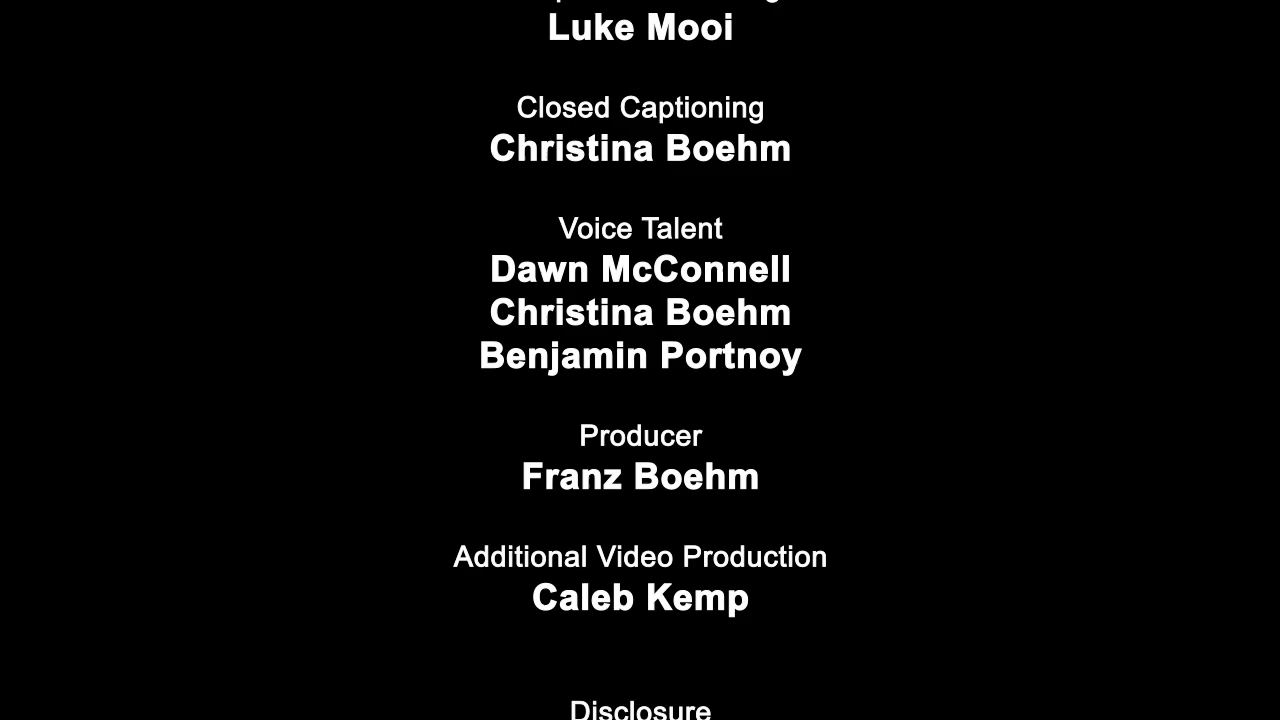 Luke Mooi
Closed Captioning
Christina Boehm
Voice Talent
Dawn McConnell
Christina Boehm
Benjamin Portnoy
Producer
Franz Boehm
Additional Video Production
Caleb Kemp
Disclosure